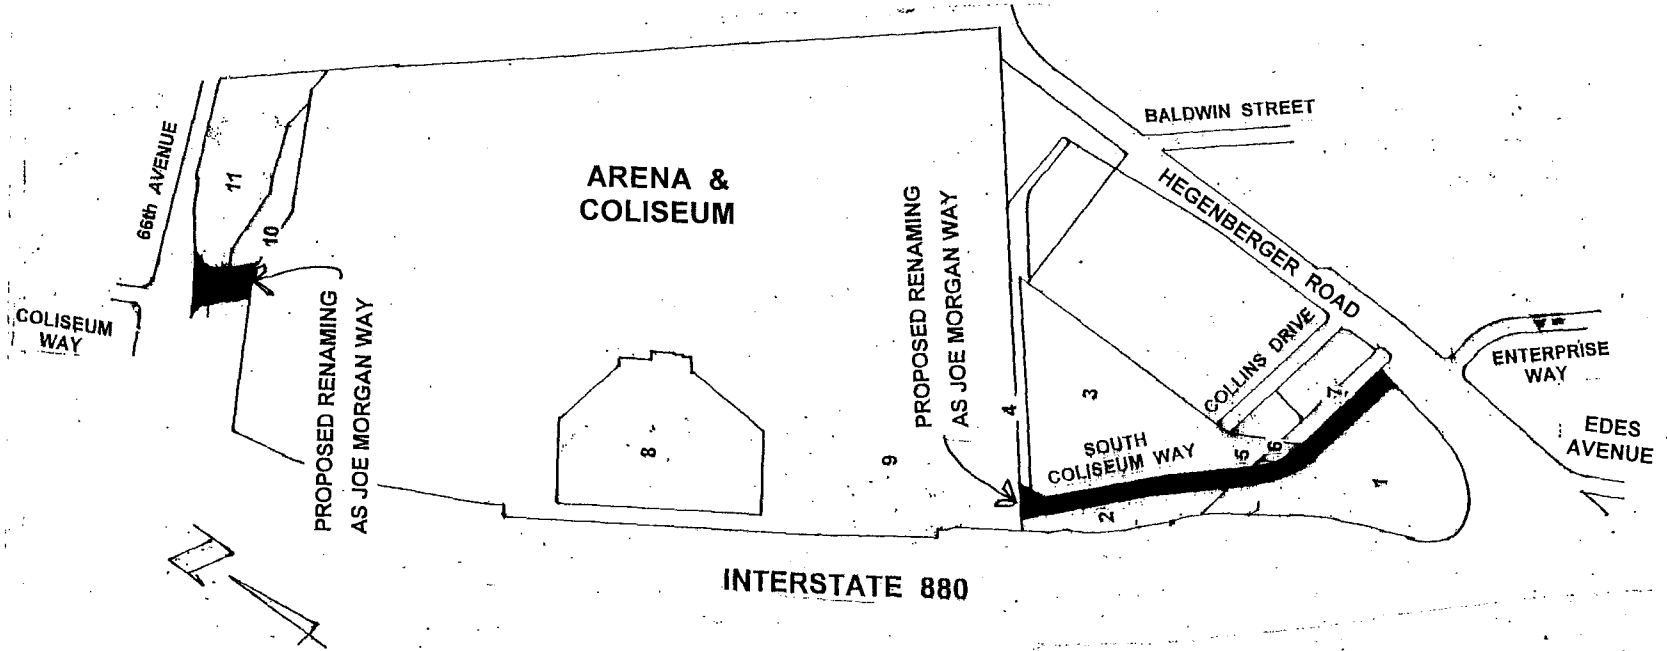 BALDWIN STREET
66th AVENUE
11
ARENA &
COLISEUM
HEGENBERGER ROAD
10
PROPOSED RENAMING
AS JOE MORGAN WAY
COLISEUM
WAY
PROPOSED RENAMING
AS JOE MORGAN WAY
COLLINS DRIVE
ENTERPRISE
WAY
EDES
AVENUE
3
4
7
SOUTH
COLISEUM WAY
5
6
8
9
1
2
INTERSTATE 880